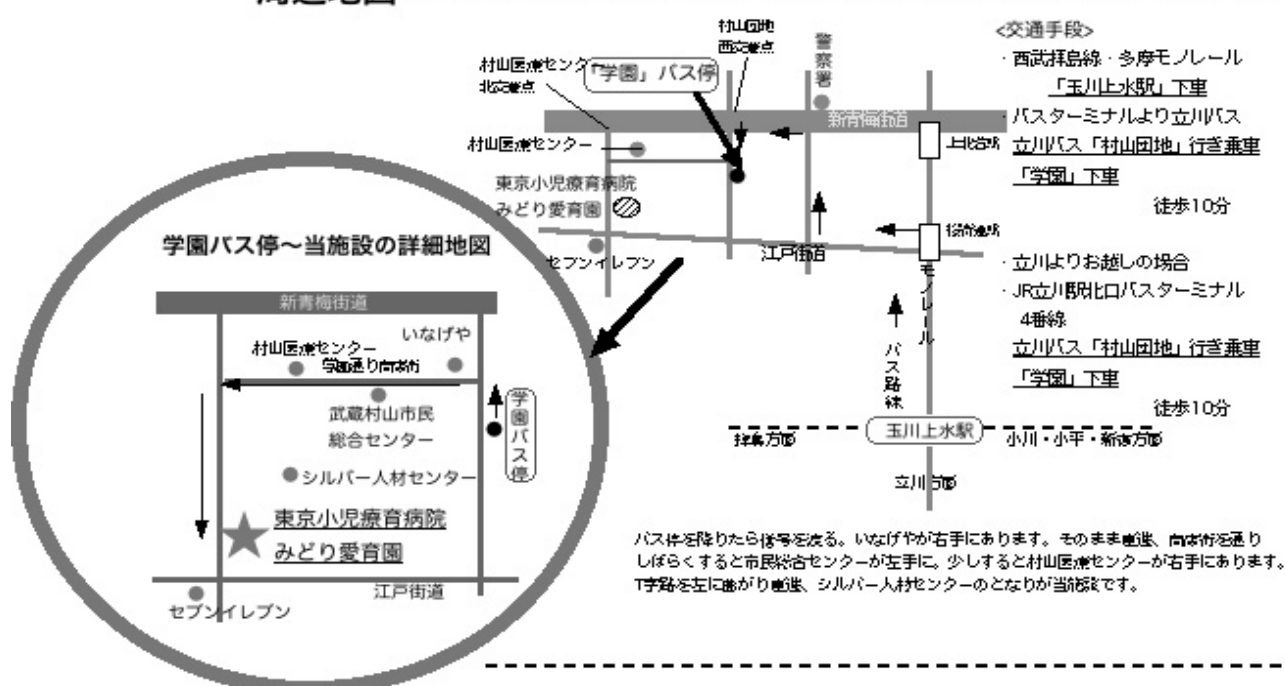 周辺地図
村山団地
西交差点
警察署
村山医療センター
北交差点
「学園」バス停
新青梅街道
村山医療センター
上北台駅
東京小児療育病院
みどり愛育園
セブンイレブン
江戸街道
桜街道駅
モノレール
バス路線
玉川上水駅
拝島方面
小川・小平・新宿方面
立川方面
<交通手段>
・西武拝島線・多摩モノレール
「玉川上水駅」下車
・バスターミナルより立川バス
立川バス「村山団地」行き乗車
「学園」下車
徒歩10分
・立川よりお越しの場合
・JR立川駅北口バスターミナル
4番線
立川バス「村山団地」行き乗車
「学園」下車
徒歩10分
学園バス停〜当施設の詳細地図
新青梅街道
いなげや
村山医療センター
学園通り商店街
武蔵村山市民
総合センター
学園バス停
シルバー人材センター
東京小児療育病院
みどり愛育園
江戸街道
セブンイレブン
バス停を降りたら信号を渡る。いなげやが右手にあります。そのまま直進、商店街を通り
しばらくすると市民総合センターが左手に。少しすると村山医療センターが右手にあります。
T字路を左に曲がり直進、シルバー人材センターのとなりが当施設です。